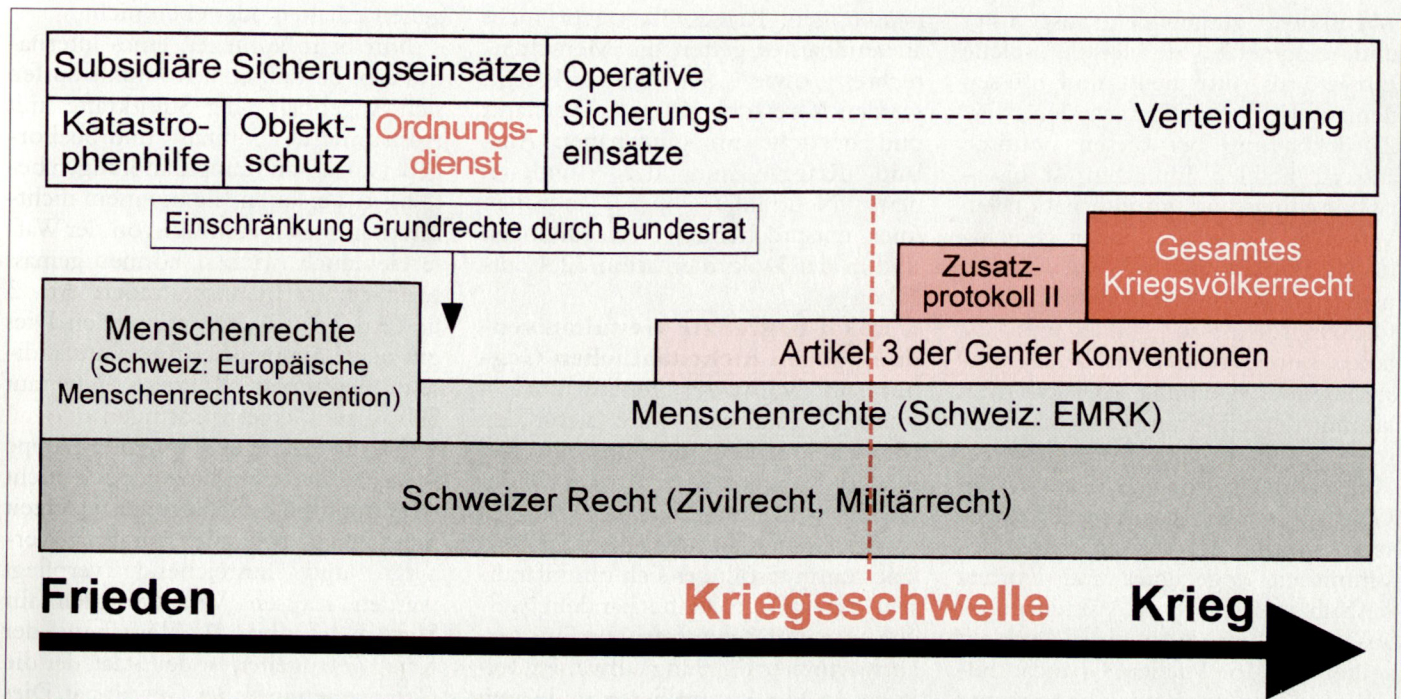 Subsidiäre Sicherungseinsätze
Katastro-
phenhilfe
Objekt-
schutz
Ordnungs-
dienst
Operative
Sicherungs-
einsätze
Verteidigung
Einschränkung Grundrechte durch Bundesrat
Menschenrechte
(Schweiz: Europäische
Menschenrechtskonvention)
Zusatz-
protokoll II
Gesamtes
Kriegsvölkerrecht
Artikel 3 der Genfer Konventionen
Menschenrechte (Schweiz: EMRK)
Schweizer Recht (Zivilrecht, Militärrecht)
Frieden
Kriegsschwelle
Krieg